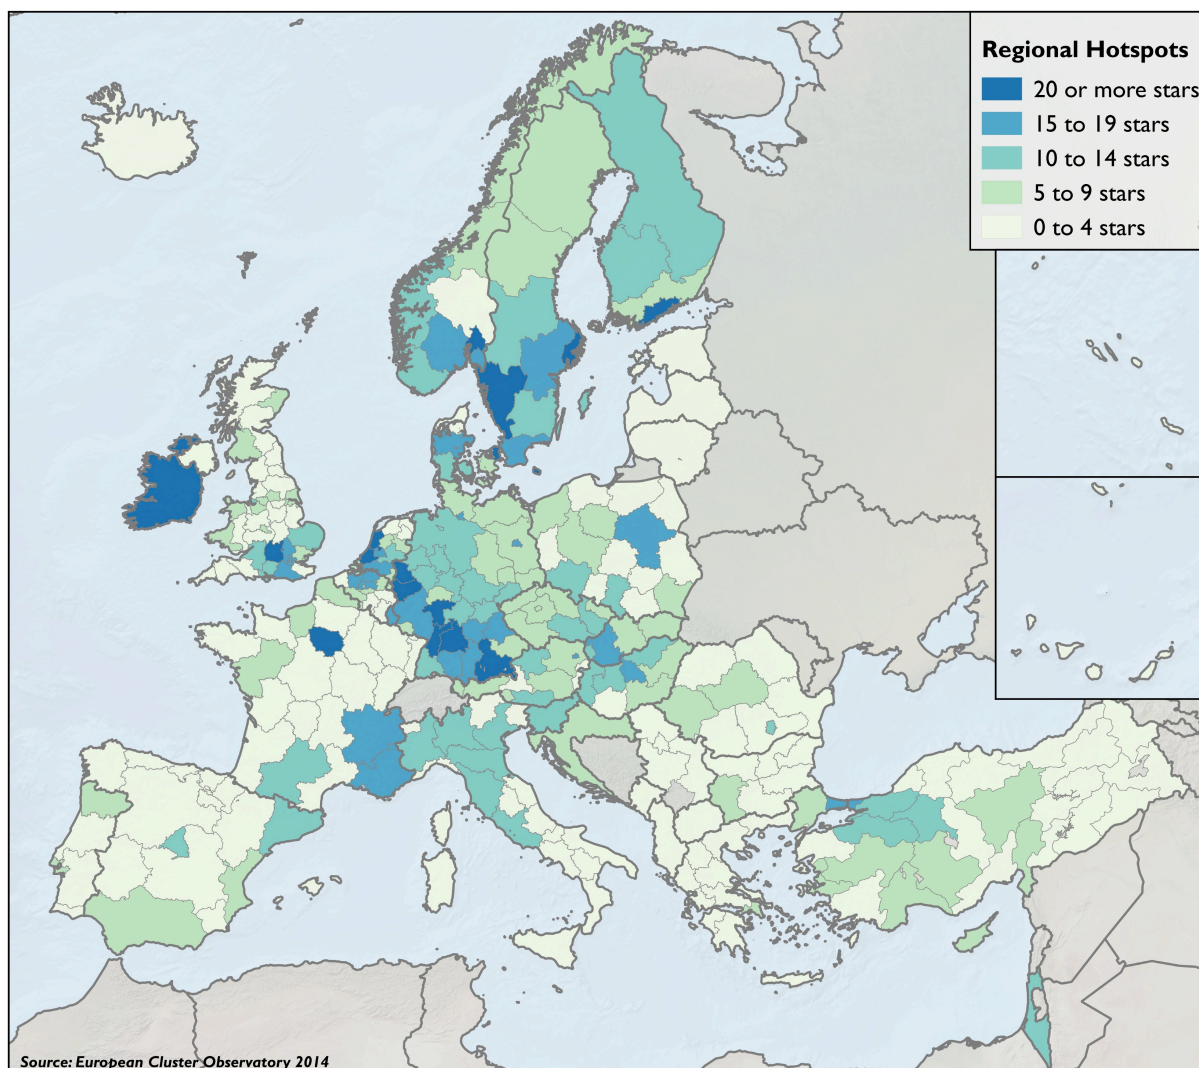 Regional Hotspots
20 or more stars
15 to 19 stars
10 to 14 stars
5 to 9 stars
0 to 4 stars
Source: European Cluster Observatory 2014